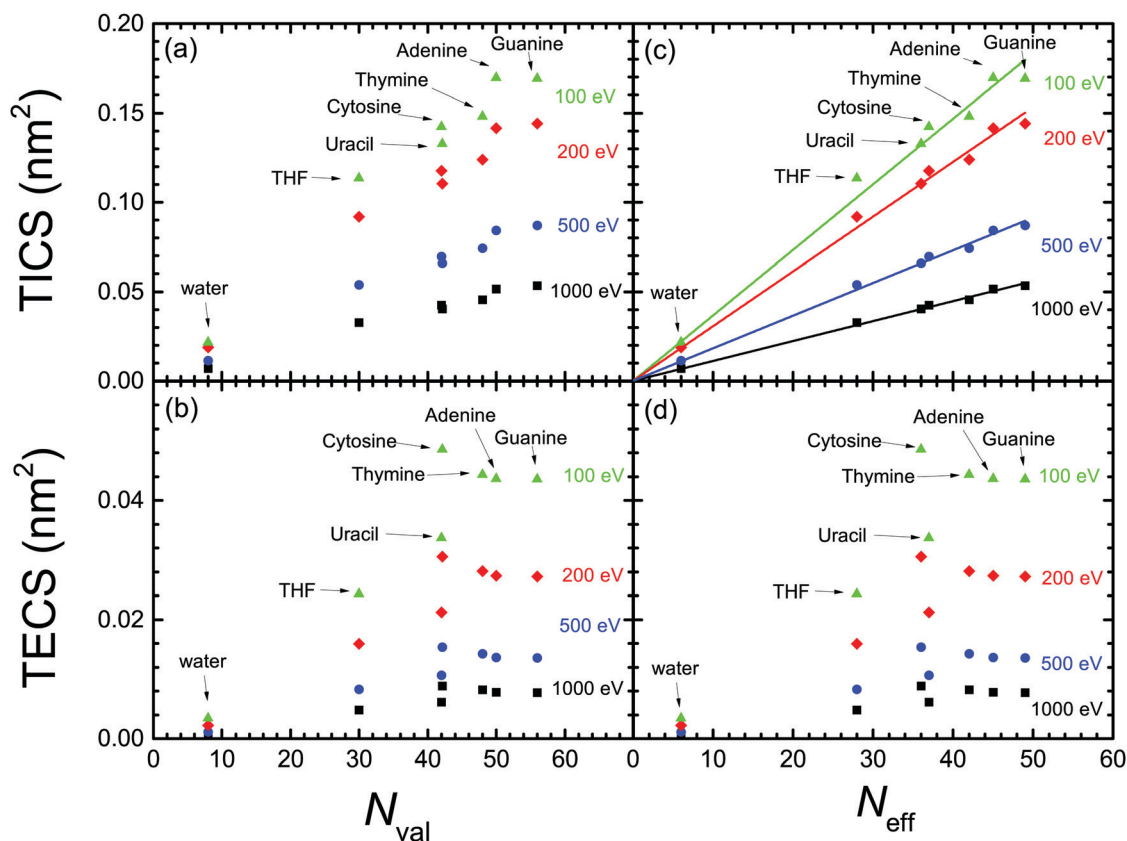 TICS (nm²)
0.20
0.15
0.10
0.05
0.00
(a)
Adenine
Guanine
Thymine
100 eV
Cytosine
Uracil
200 eV
THF
500 eV
water
1000 eV
(c)
Adenine
Guanine
Thymine
100 eV
Cytosine
200 eV
Uracil
THF
500 eV
water
1000 eV
TECS (nm²)
0.04
0.02
0.00
(b)
Adenine
Cytosine
Guanine
Thymine
100 eV
Uracil
200 eV
THF
500 eV
water
1000 eV
(d)
Adenine
Cytosine
Guanine
Thymine
100 eV
Uracil
200 eV
THF
500 eV
water
1000 eV
0 10 20 30 40 50 60
0 10 20 30 40 50 60
N_val
N_eff